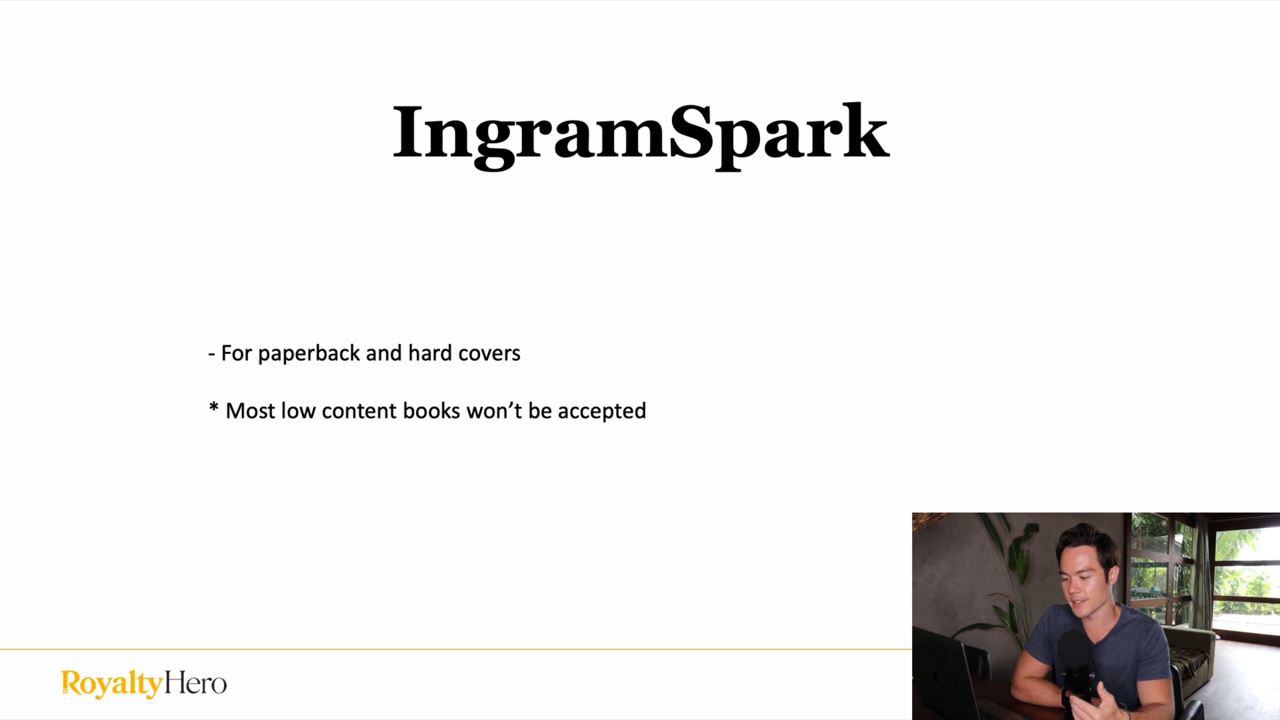 IngramSpark
- For paperback and hard covers
* Most low content books won't be accepted
RoyaltyHero